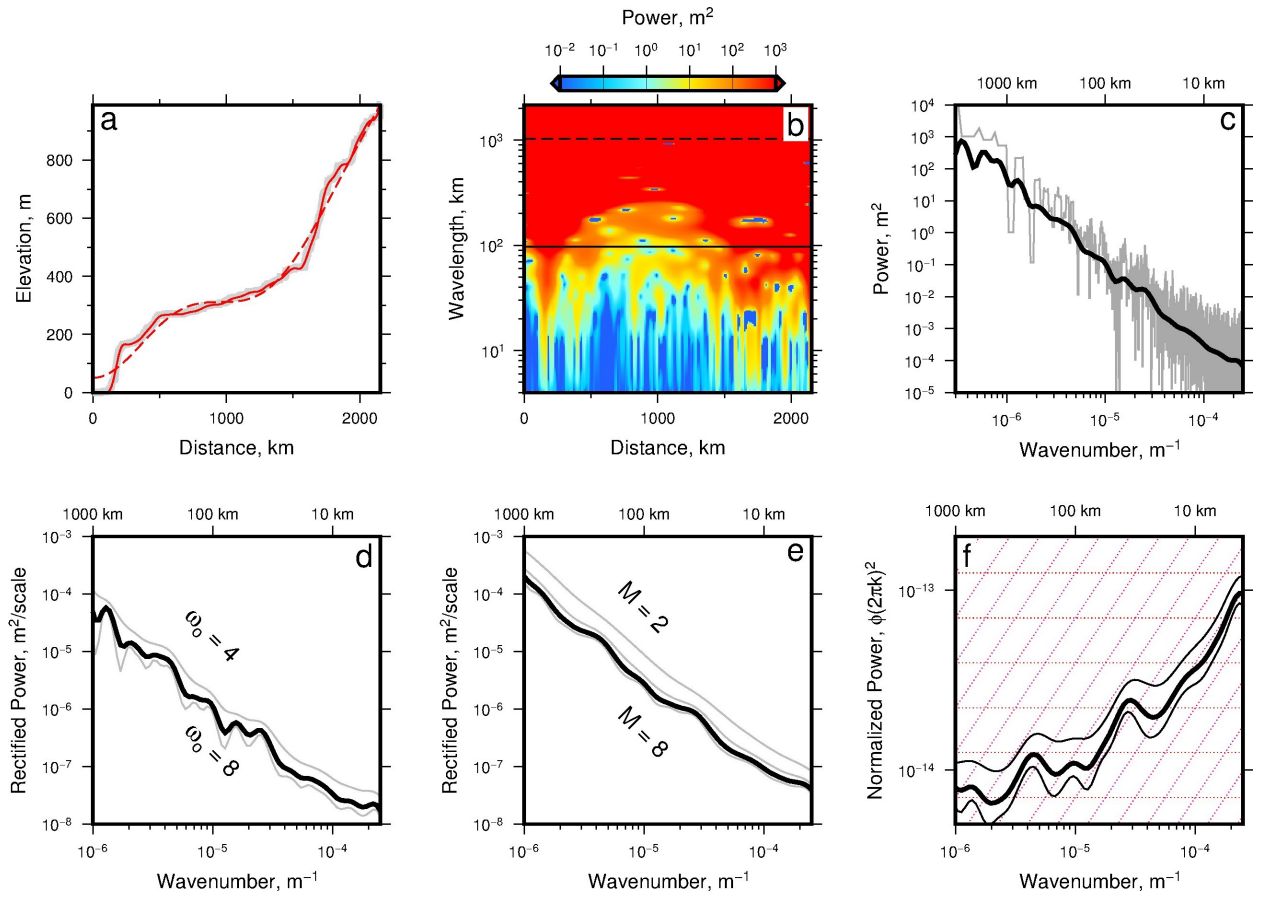 Power, m²
10⁻² 10⁻¹ 10⁰ 10¹ 10² 10³
a
800
600
400
200
0
Elevation, m
0 1000 2000
Distance, km
b
10³
10²
10¹
Wavelength, km
0 1000 2000
Distance, km
1000 km 100 km 10 km
c
10⁴
10³
10²
10¹
10⁰
10⁻¹
10⁻²
10⁻³
10⁻⁴
10⁻⁵
Power, m²
10⁻⁶ 10⁻⁵ 10⁻⁴
Wavenumber, m⁻¹
1000 km 100 km 10 km
d
10⁻³
10⁻⁴
10⁻⁵
10⁻⁶
10⁻⁷
10⁻⁸
Rectified Power, m²/scale
ω₀ = 4
ω₀ = 8
10⁻⁶ 10⁻⁵ 10⁻⁴
Wavenumber, m⁻¹
1000 km 100 km 10 km
e
10⁻³
10⁻⁴
10⁻⁵
10⁻⁶
10⁻⁷
10⁻⁸
Rectified Power, m²/scale
M = 2
M = 8
10⁻⁶ 10⁻⁵ 10⁻⁴
Wavenumber, m⁻¹
1000 km 100 km 10 km
f
10⁻¹³
10⁻¹⁴
Normalized Power, ϕ(2πk)²
10⁻⁶ 10⁻⁵ 10⁻⁴
Wavenumber, m⁻¹